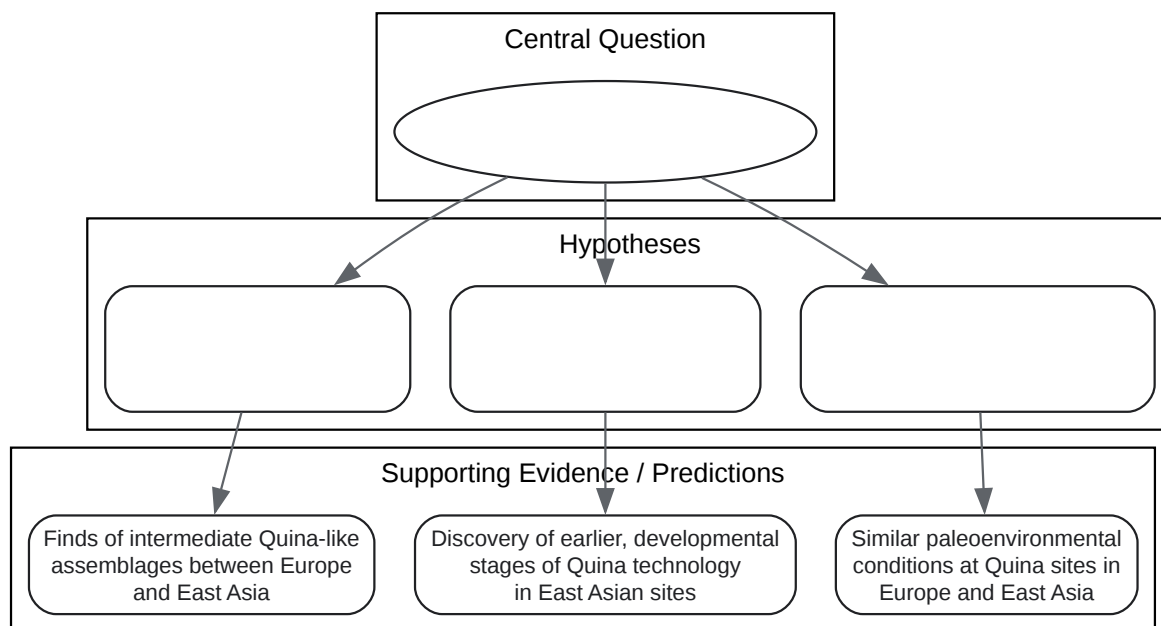 Central Question
Hypotheses
Supporting Evidence / Predictions
Finds of intermediate Quina-like
assemblages between Europe
and East Asia
Discovery of earlier, developmental
stages of Quina technology
in East Asian sites
Similar paleoenvironmental
conditions at Quina sites in
Europe and East Asia